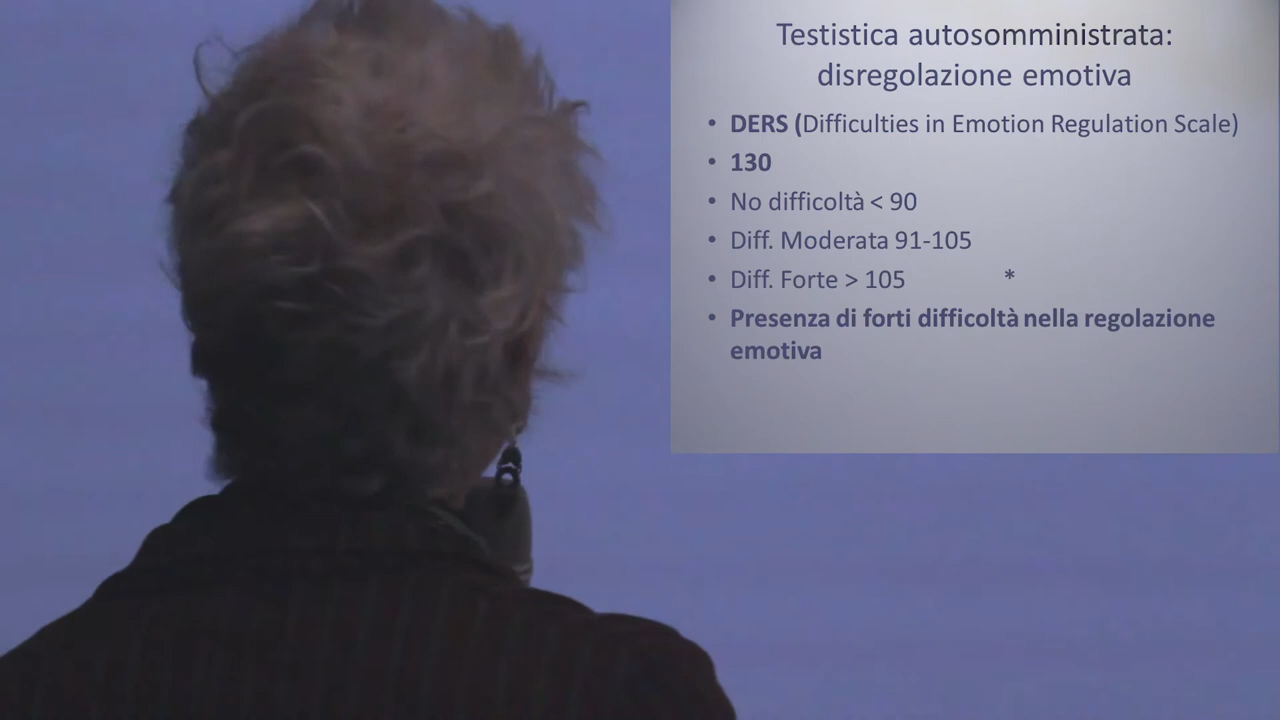 Testistica autosomministrata:
disregolazione emotiva
• DERS (Difficulties in Emotion Regulation Scale)
• 130
• No difficoltà < 90
• Diff. Moderata 91-105
• Diff. Forte > 105 *
• Presenza di forti difficoltà nella regolazione
emotiva